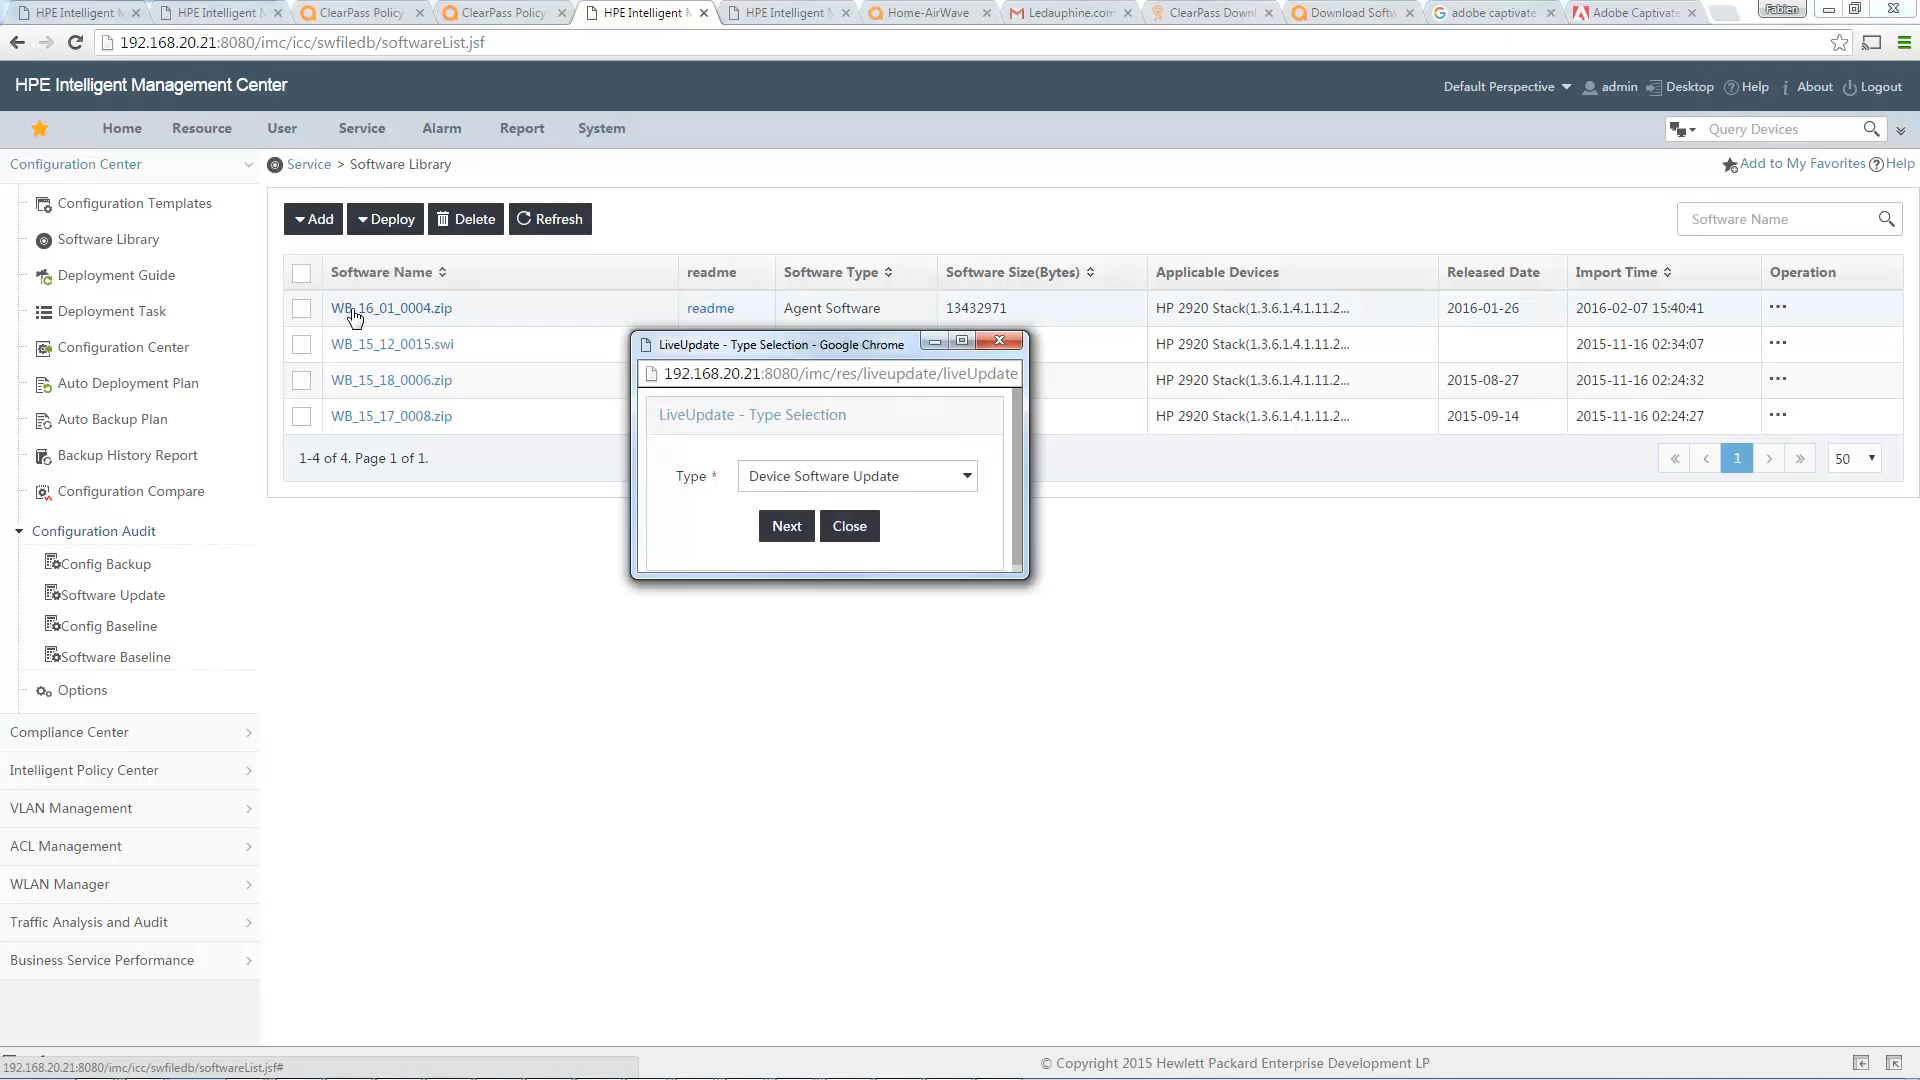 HPE Intelligent M
HPE Intelligent M
ClearPass Policy
ClearPass Policy
HPE Intelligent M
HPE Intelligent M
Home-AirWave
Ledauphine.com
ClearPass Down
Download Softw
adobe captivate
Adobe Captivate
Fabien
192.168.20.21:8080/imc/icc/swfiledb/softwareList.jsf
HPE Intelligent Management Center
Default Perspective admin Desktop Help About Logout
Home Resource User Service Alarm Report System
Query Devices
Configuration Center
Service > Software Library
Add to My Favorites Help
Configuration Templates
Software Library
Deployment Guide
Deployment Task
Configuration Center
Auto Deployment Plan
Auto Backup Plan
Backup History Report
Configuration Compare
Configuration Audit
Config Backup
Software Update
Config Baseline
Software Baseline
Options
Compliance Center
Intelligent Policy Center
VLAN Management
ACL Management
WLAN Manager
Traffic Analysis and Audit
Business Service Performance
Add Deploy Delete Refresh
Software Name
Software Name readme Software Type Software Size(Bytes) Applicable Devices Released Date Import Time Operation
WB_16_01_0004.zip readme Agent Software 13432971 HP 2920 Stack(1.3.6.1.4.1.11.2... 2016-01-26 2016-02-07 15:40:41 ...
WB_15_12_0015.swi HP 2920 Stack(1.3.6.1.4.1.11.2... 2015-11-16 02:34:07 ...
WB_15_18_0006.zip HP 2920 Stack(1.3.6.1.4.1.11.2... 2015-08-27 2015-11-16 02:24:32 ...
WB_15_17_0008.zip HP 2920 Stack(1.3.6.1.4.1.11.2... 2015-09-14 2015-11-16 02:24:27 ...
1-4 of 4. Page 1 of 1.
« ‹ 1 › » 50
LiveUpdate - Type Selection - Google Chrome
192.168.20.21:8080/imc/res/liveupdate/liveUpdate
LiveUpdate - Type Selection
Type * Device Software Update
Next Close
192.168.20.21:8080/imc/icc/swfiledb/softwareList.jsf#
© Copyright 2015 Hewlett Packard Enterprise Development LP